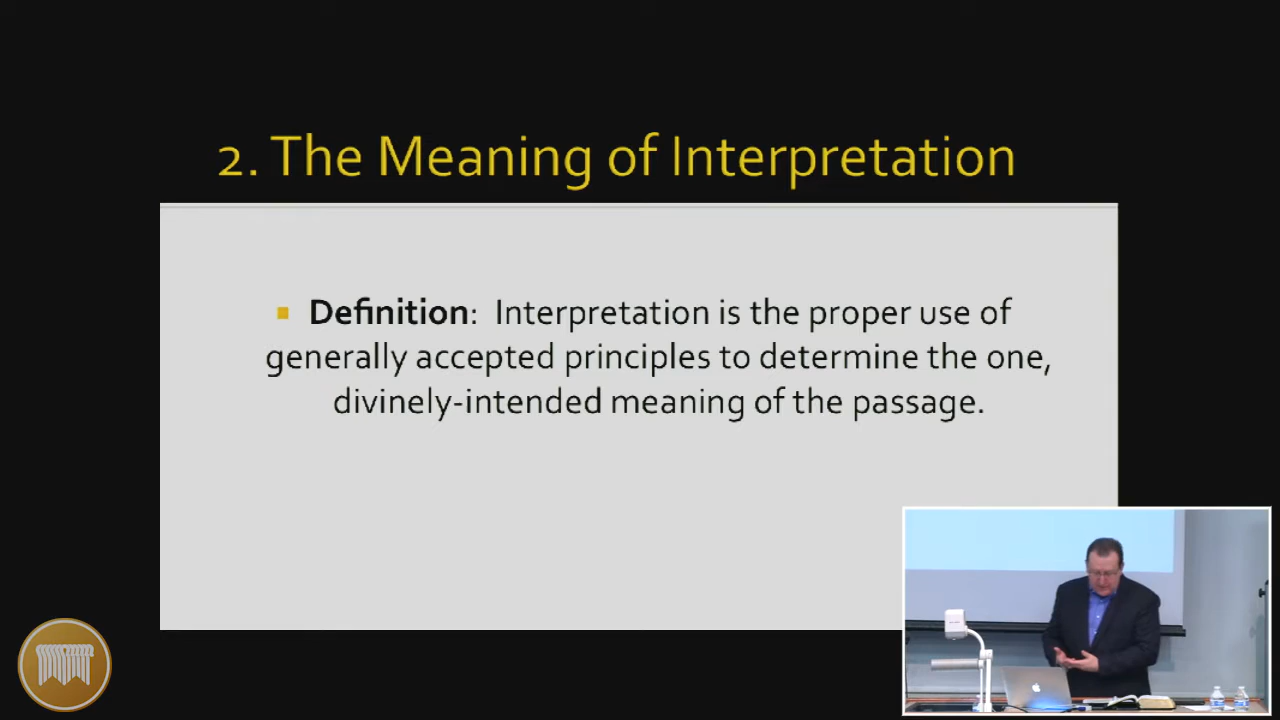 2. The Meaning of Interpretation
▪ Definition: Interpretation is the proper use of
generally accepted principles to determine the one,
divinely-intended meaning of the passage.